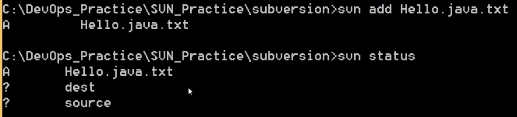 C:\DevOps_Practice\SVN_Practice\subversion>svn add Hello.java.txt
A         Hello.java.txt
C:\DevOps_Practice\SVN_Practice\subversion>svn status
A       Hello.java.txt
?       dest
?       source